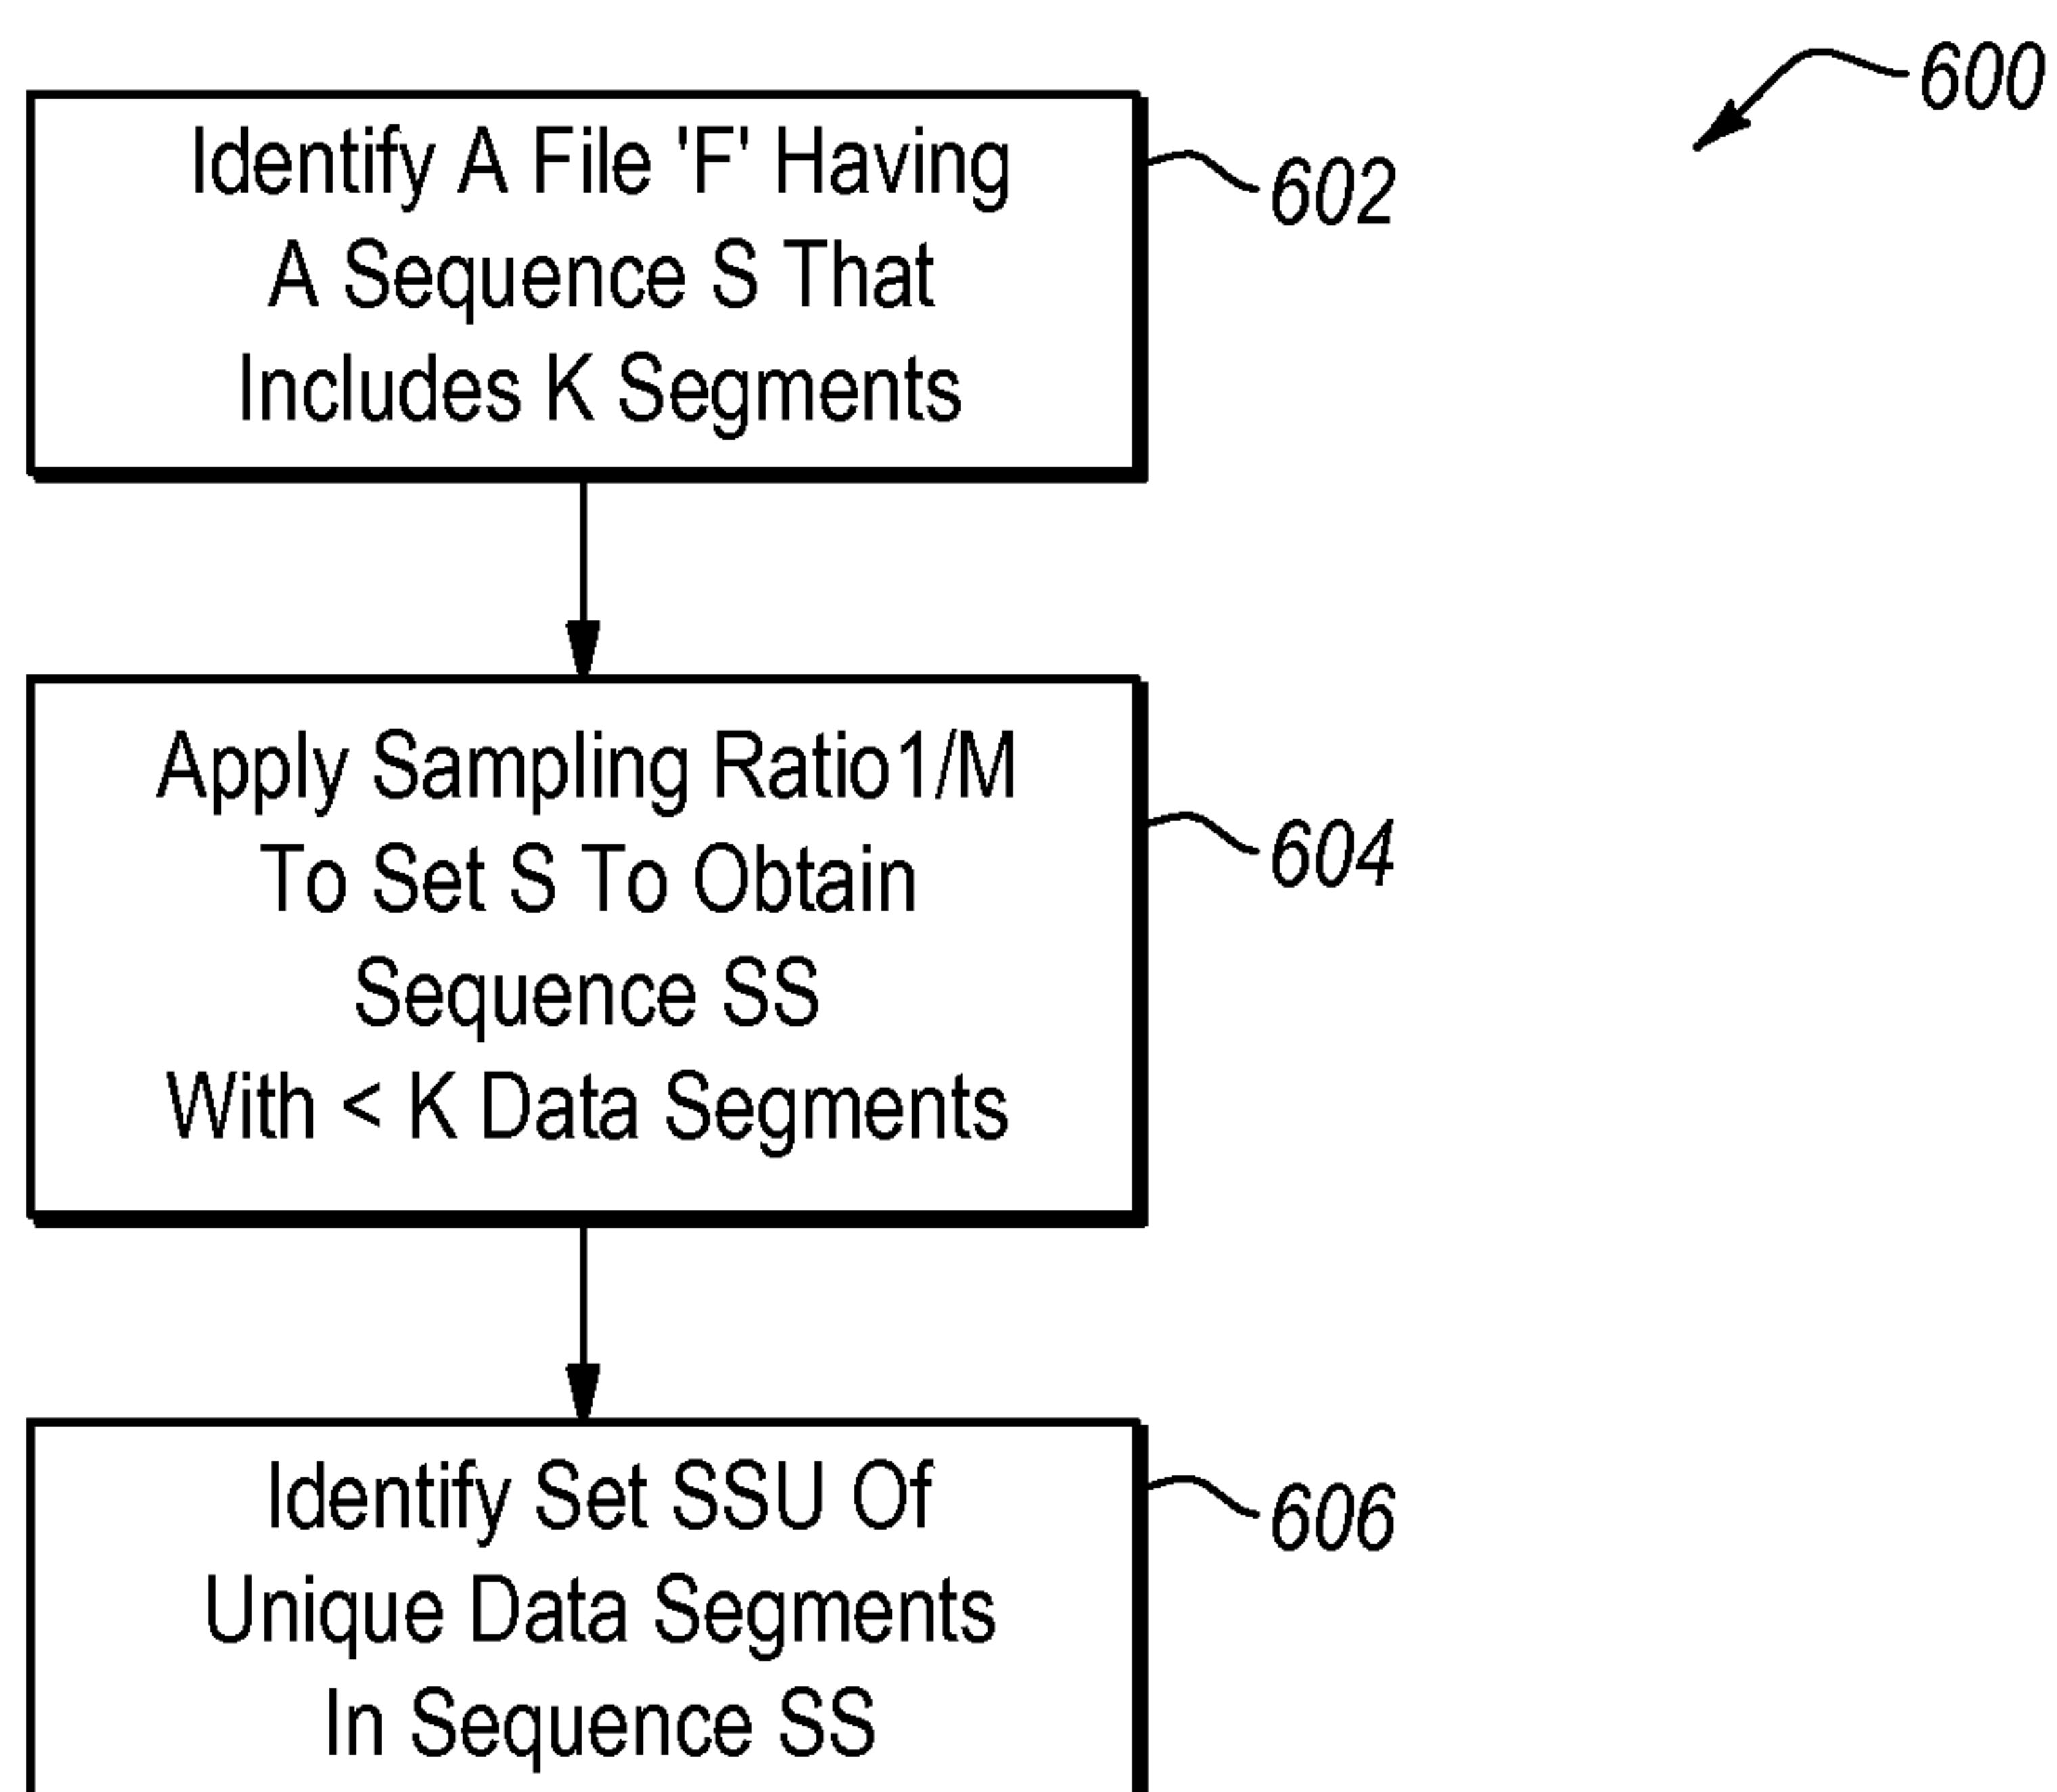 600
Identify A File 'F' Having
A Sequence S That
Includes K Segments
602
Apply Sampling Ratio1/M
To Set S To Obtain
Sequence SS
With < K Data Segments
604
Identify Set SSU Of
Unique Data Segments
In Sequence SS
606